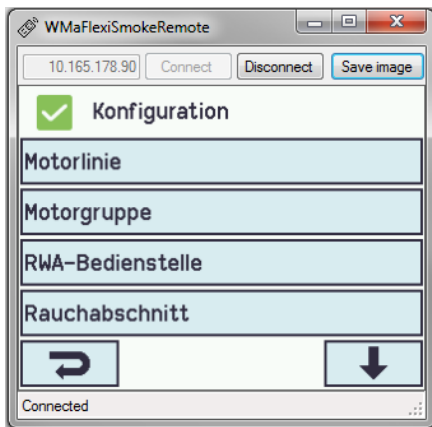 WMaFlexiSmokeRemote
10.165.178.90 Connect Disconnect Save image
Konfiguration
Motorlinie
Motorgruppe
RWA-Bedienstelle
Rauchabschnitt
Connected